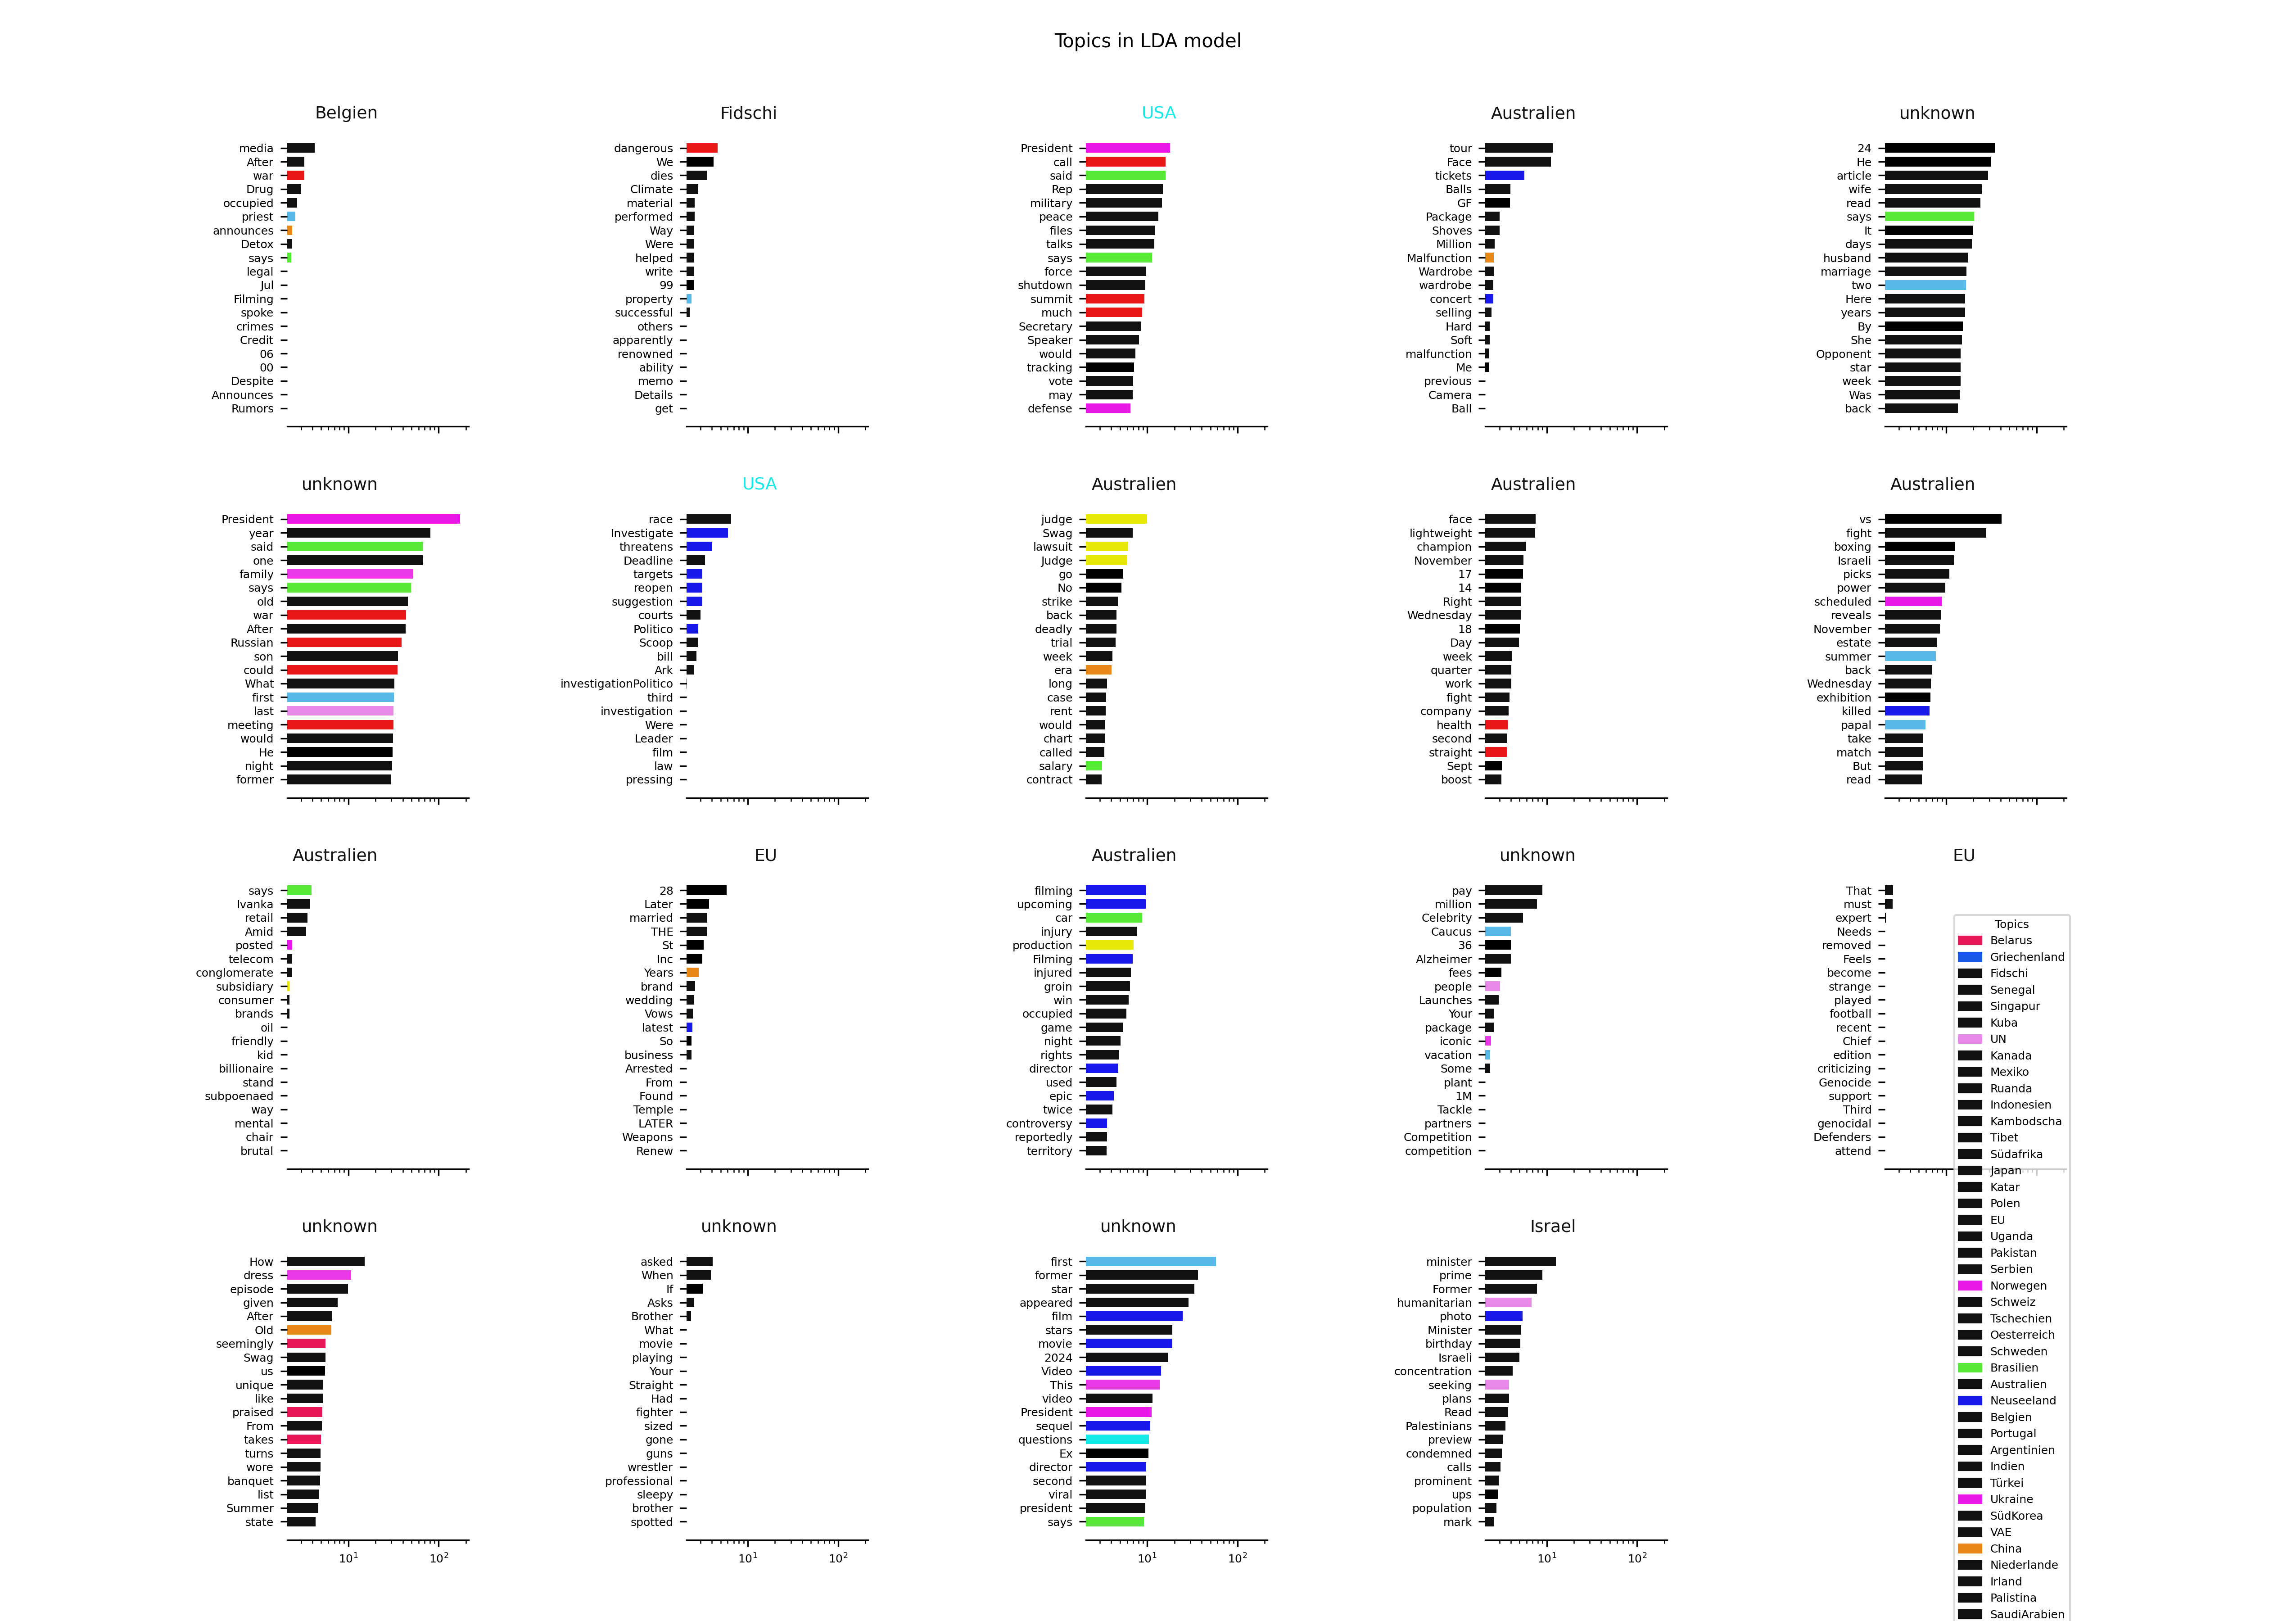 Topics in LDA model
Belgien
media
After
war
Drug
occupied
priest
announces
Detox
says
legal
Jul
Filming
spoke
crimes
Credit
06
00
Despite
Announces
Rumors
Fidschi
dangerous
We
dies
Climate
material
performed
Way
Were
helped
write
99
property
successful
others
apparently
renowned
ability
memo
Details
get
USA
President
call
said
Rep
military
peace
files
talks
says
force
shutdown
summit
much
Secretary
Speaker
would
tracking
vote
may
defense
Australien
tour
Face
tickets
Balls
GF
Package
Shoves
Million
Malfunction
Wardrobe
wardrobe
concert
selling
Hard
Soft
malfunction
Me
previous
Camera
Ball
unknown
24
He
article
wife
read
says
It
days
husband
marriage
two
Here
years
By
She
Opponent
star
week
Was
back
unknown
President
year
said
one
family
says
old
war
After
Russian
son
could
What
first
last
meeting
would
He
night
former
USA
race
Investigate
threatens
Deadline
targets
reopen
suggestion
courts
Politico
Scoop
bill
Ark
investigationPolitico
third
investigation
Were
Leader
film
law
pressing
Australien
judge
Swag
lawsuit
Judge
go
No
strike
back
deadly
trial
week
era
long
case
rent
would
chart
called
salary
contract
Australien
face
lightweight
champion
November
17
14
Right
Wednesday
18
Day
week
quarter
work
fight
company
health
second
straight
Sept
boost
Australien
vs
fight
boxing
Israeli
picks
power
scheduled
reveals
November
estate
summer
back
Wednesday
exhibition
killed
papal
take
match
But
read
Australien
says
Ivanka
retail
Amid
posted
telecom
conglomerate
subsidiary
consumer
brands
oil
friendly
kid
billionaire
stand
subpoenaed
way
mental
chair
brutal
EU
28
Later
married
THE
St
Inc
Years
brand
wedding
Vows
latest
So
business
Arrested
From
Found
Temple
LATER
Weapons
Renew
Australien
filming
upcoming
car
injury
production
Filming
injured
groin
win
occupied
game
night
rights
director
used
epic
twice
controversy
reportedly
territory
unknown
pay
million
Celebrity
Caucus
36
Alzheimer
fees
people
Launches
Your
package
iconic
vacation
Some
plant
1M
Tackle
partners
Competition
competition
EU
That
must
expert
Needs
removed
Feels
become
strange
played
football
recent
Chief
edition
criticizing
Genocide
support
Third
genocidal
Defenders
attend
unknown
How
dress
episode
given
After
Old
seemingly
Swag
us
unique
like
praised
From
takes
turns
wore
banquet
list
Summer
state
10¹
10²
unknown
asked
When
If
Asks
Brother
What
movie
playing
Your
Straight
Had
fighter
sized
gone
guns
wrestler
professional
sleepy
brother
spotted
10¹
10²
unknown
first
former
star
appeared
film
stars
movie
2024
Video
This
video
President
sequel
questions
Ex
director
second
viral
president
says
10¹
10²
Israel
minister
prime
Former
humanitarian
photo
Minister
birthday
Israeli
concentration
seeking
plans
Read
Palestinians
preview
condemned
calls
prominent
ups
population
mark
10¹
10²
Topics
Belarus
Griechenland
Fidschi
Senegal
Singapur
Kuba
UN
Kanada
Mexiko
Ruanda
Indonesien
Kambodscha
Tibet
Südafrika
Japan
Katar
Polen
EU
Uganda
Pakistan
Serbien
Norwegen
Schweiz
Tschechien
Oesterreich
Schweden
Brasilien
Australien
Neuseeland
Belgien
Portugal
Argentinien
Indien
Türkei
Ukraine
SüdKorea
VAE
China
Niederlande
Irland
Palistina
SaudiArabien